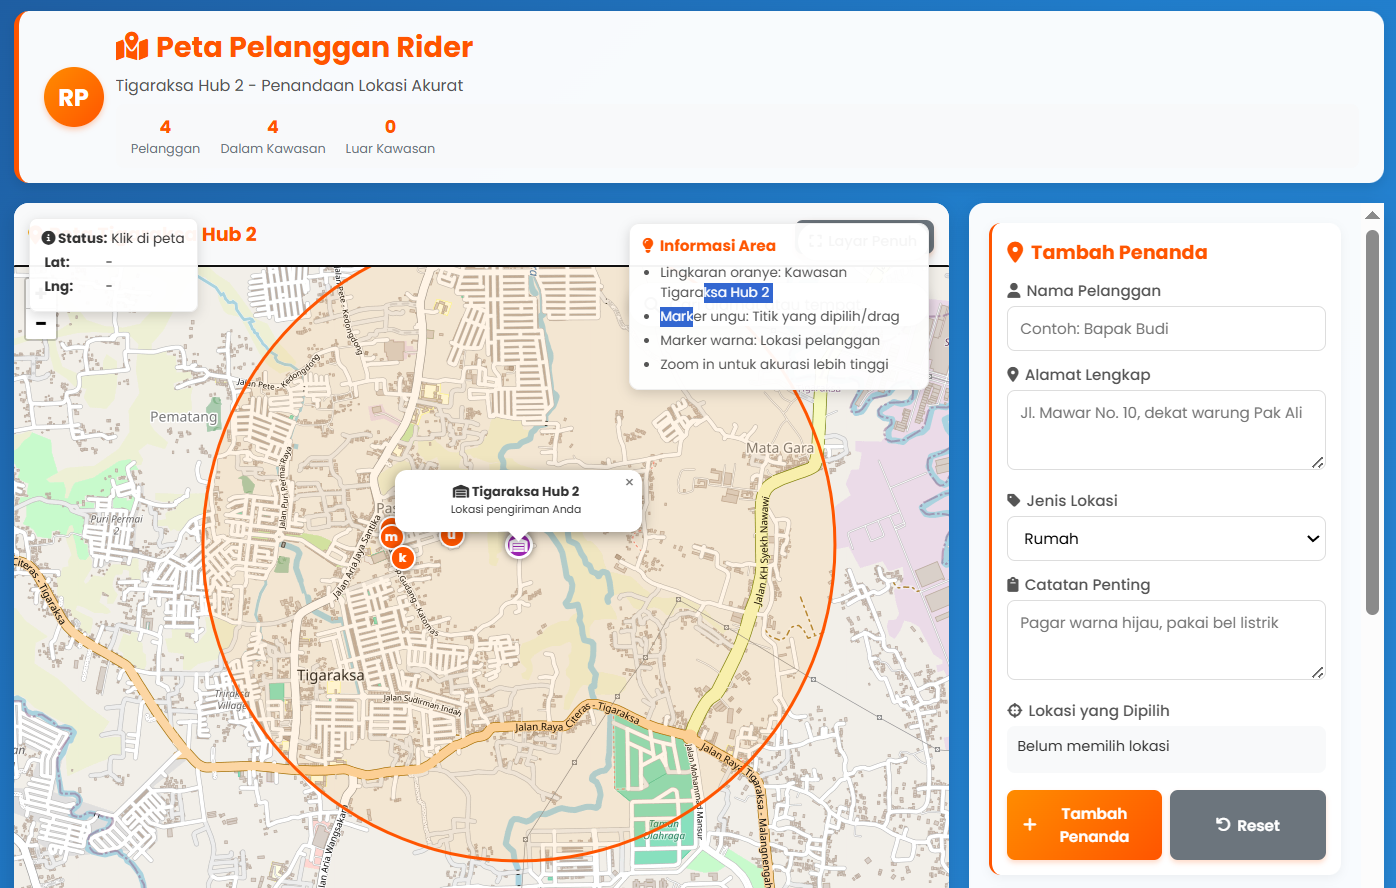 RP
Peta Pelanggan Rider
Tigaraksa Hub 2 - Penandaan Lokasi Akurat
4
Pelanggan
4
Dalam Kawasan
0
Luar Kawasan
Hub 2
Status: Klik di peta
Lat: -
Lng: -
−
Layar Penuh
Informasi Area
Lingkaran oranye: Kawasan
Tigaraksa Hub 2
Marker ungu: Titik yang dipilih/drag
Marker warna: Lokasi pelanggan
Zoom in untuk akurasi lebih tinggi
Jalan Pete - Kedongdong
Jalan Pete - Kedongdong
Pematang
Jalan Puri Permai Raya
Puri Permai
Mata Gara
Tigaraksa Hub 2
Lokasi pengiriman Anda
×
Pas
m
k
u
Jalan Aria Jaya Santika
Jalan KH Syekh Nawawi
Citeras - Tigaraksa
Tigaraksa
Triraksa
Village
Jalan Sudirman Indah
Jalan Raya Citeras - Tigaraksa
Jalan Raya Tigaraksa - Malangnengah
Jalan Mohammad Mansur
Taman
Olahraga
Jalan Aria Wangsakara
Tambah Penanda
Nama Pelanggan
Contoh: Bapak Budi
Alamat Lengkap
Jl. Mawar No. 10, dekat warung Pak Ali
Jenis Lokasi
Rumah
Catatan Penting
Pagar warna hijau, pakai bel listrik
Lokasi yang Dipilih
Belum memilih lokasi
+ Tambah
Penanda
Reset